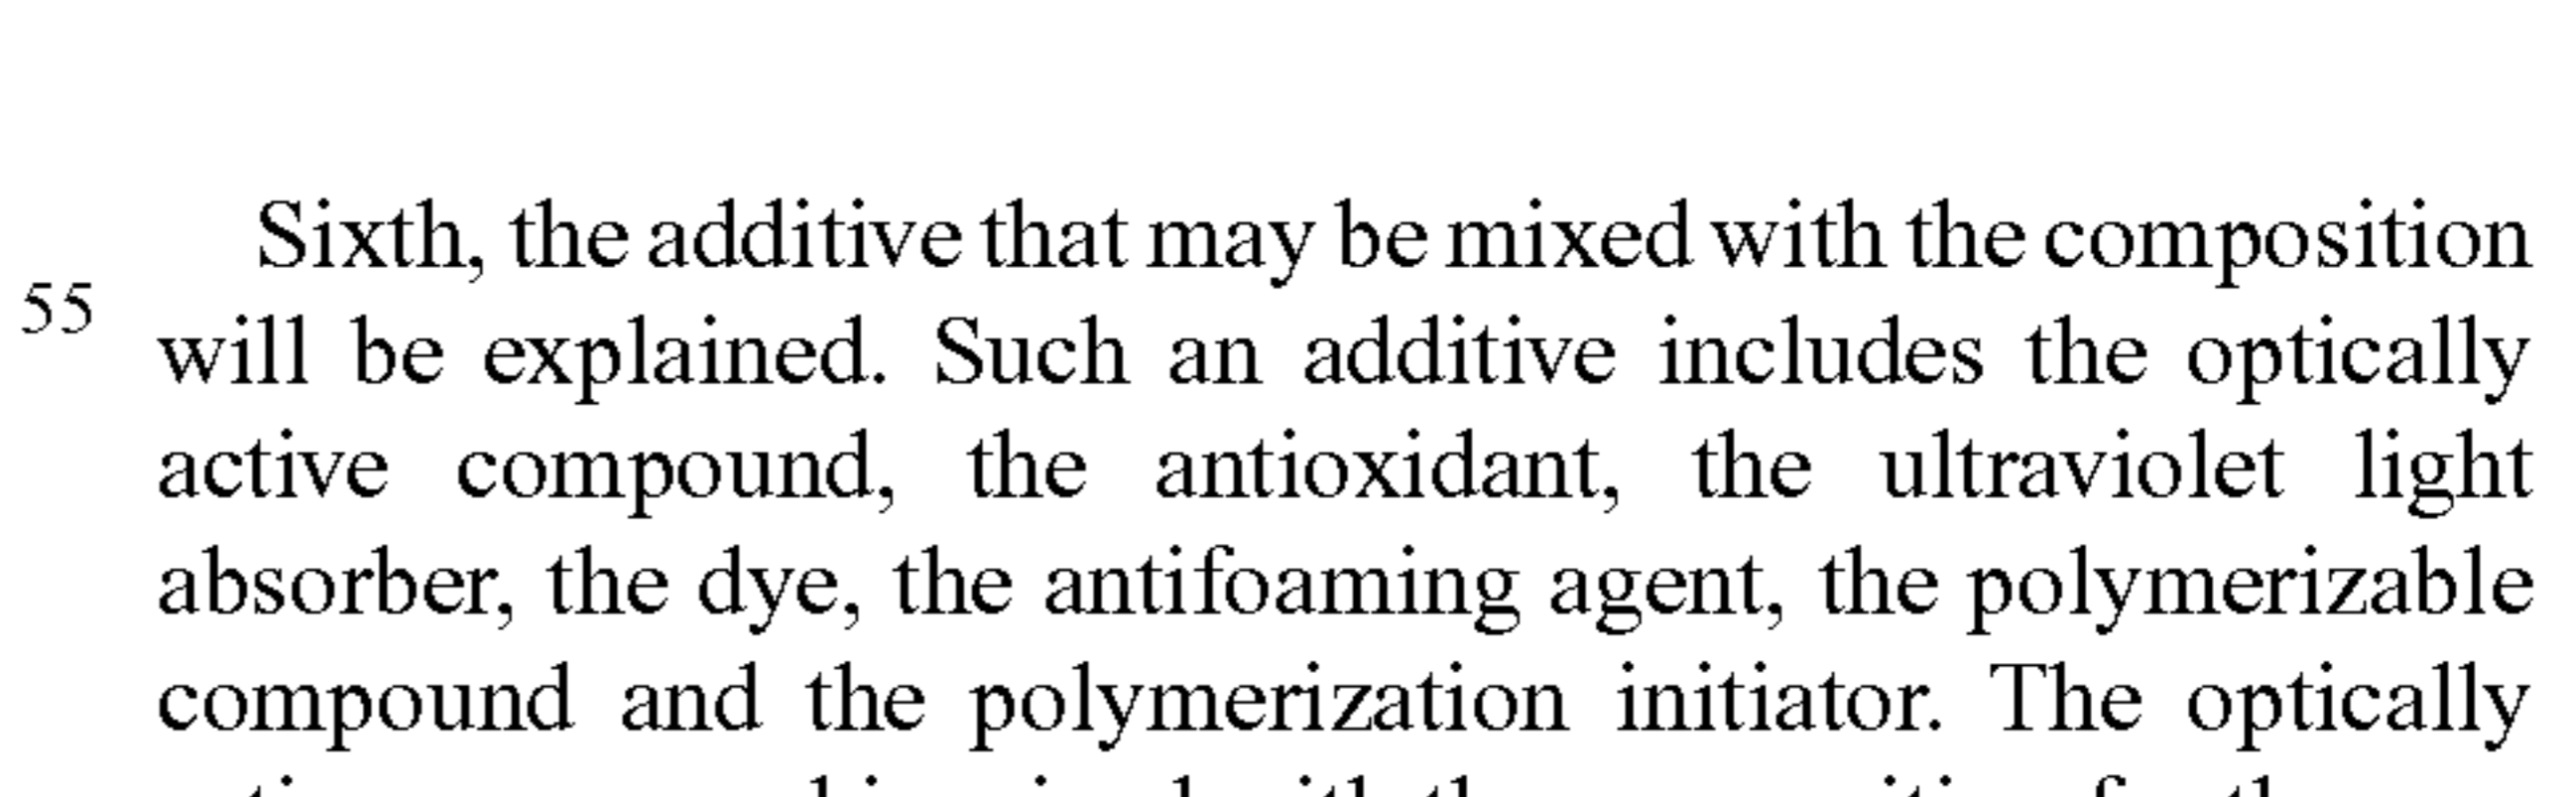 Sixth, the additive that may be mixed with the composition
55
will be explained. Such an additive includes the optically
active compound, the antioxidant, the ultraviolet light
absorber, the dye, the antifoaming agent, the polymerizable
compound and the polymerization initiator. The optically